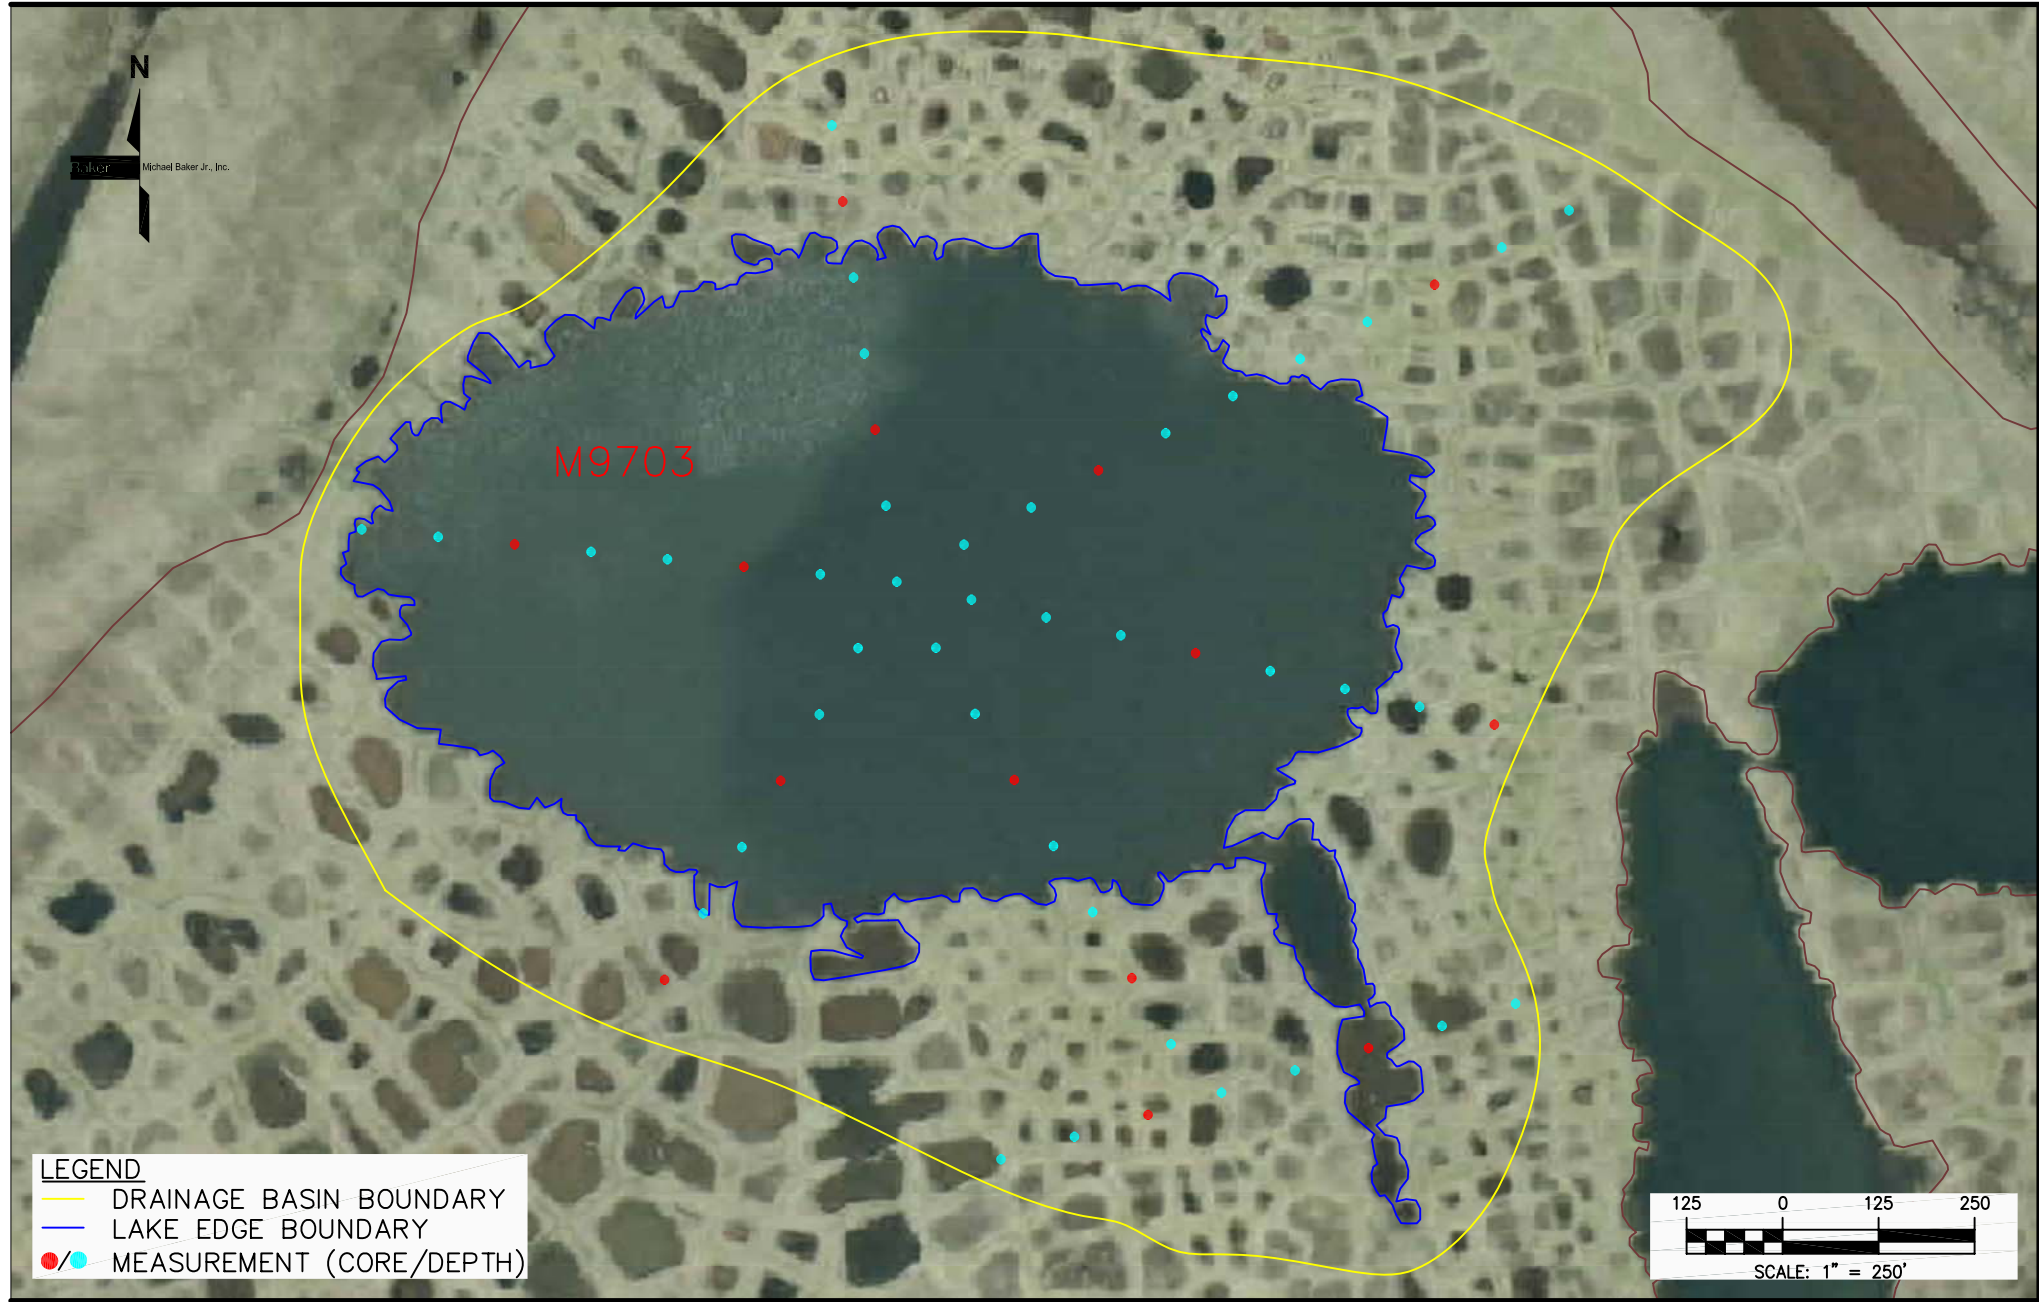 N
Baker
Michael Baker Jr., Inc.
M9703
LEGEND
DRAINAGE BASIN BOUNDARY
LAKE EDGE BOUNDARY
/ MEASUREMENT (CORE/DEPTH)
125 0 125 250
SCALE: 1" = 250'